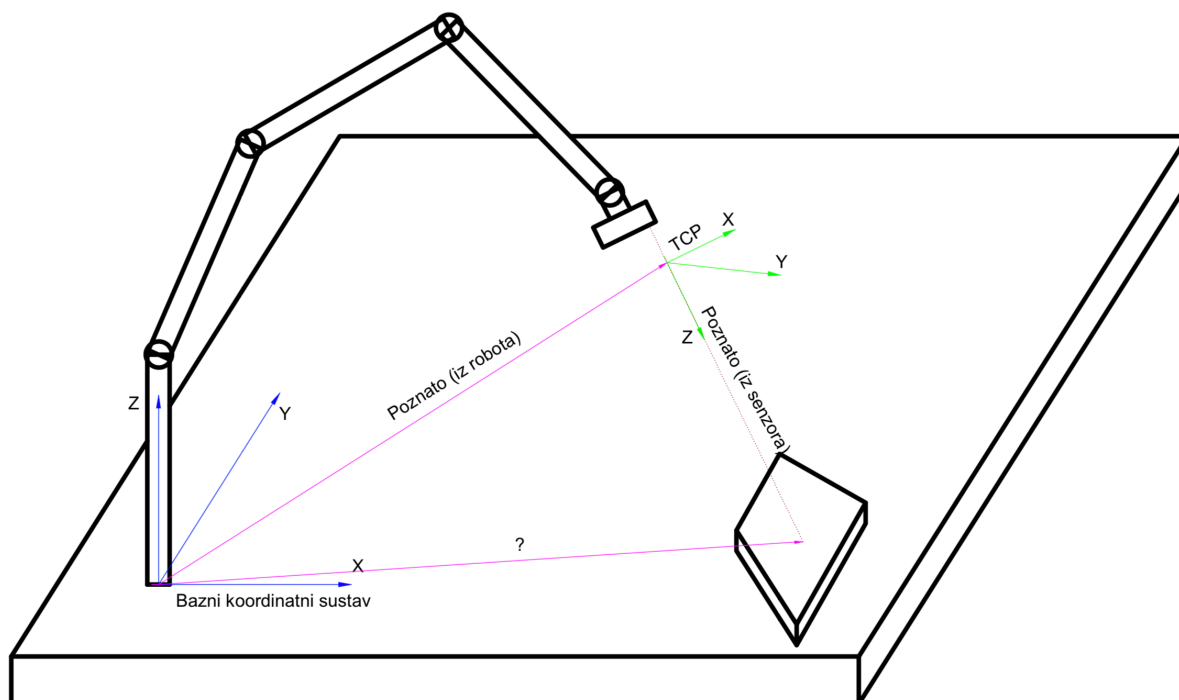 X
TCP
Y
Z
Poznato (iz senzora)
Poznato (iz robota)
Z
Y
?
X
Bazni koordinatni sustav